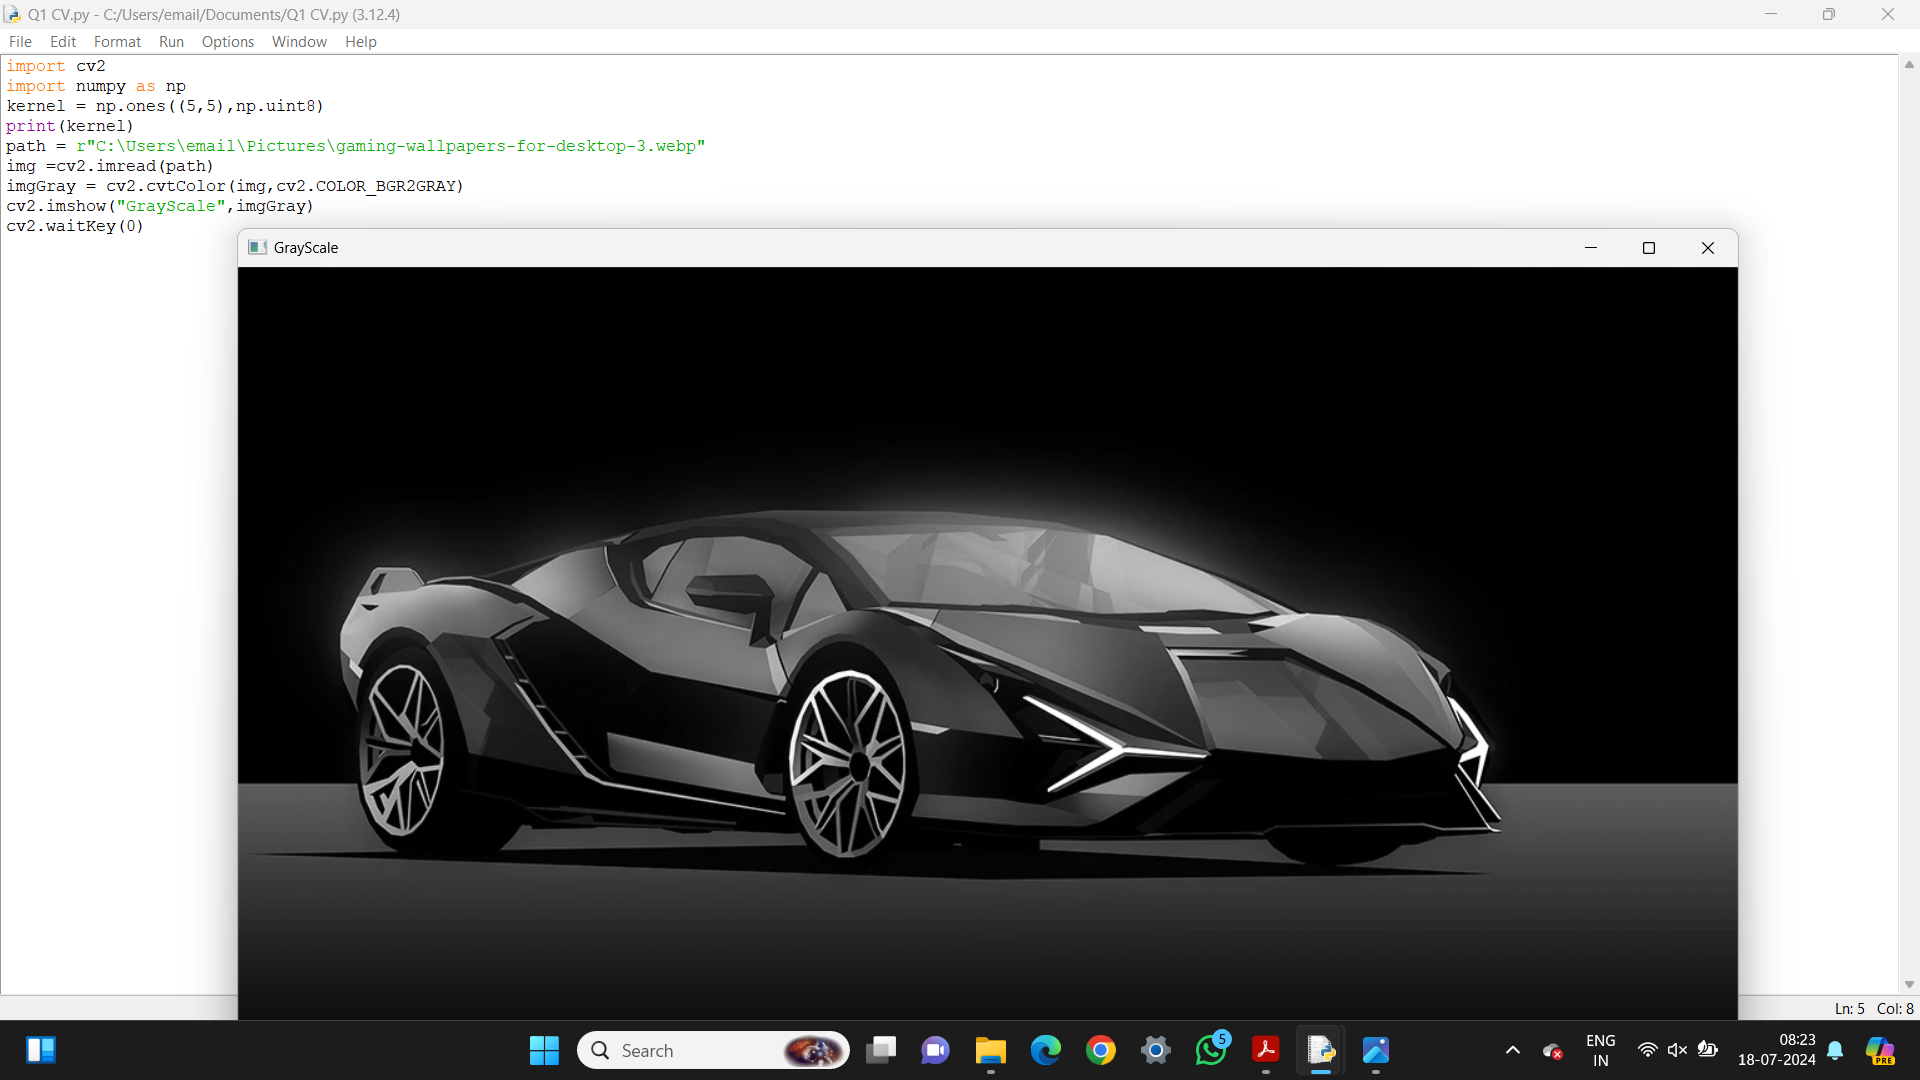 Q1 CV.py - C:/Users/email/Documents/Q1 CV.py (3.12.4)
File Edit Format Run Options Window Help
import cv2
import numpy as np
kernel = np.ones((5,5),np.uint8)
print(kernel)
path = r"C:\Users\email\Pictures\gaming-wallpapers-for-desktop-3.webp"
img =cv2.imread(path)
imgGray = cv2.cvtColor(img,cv2.COLOR_BGR2GRAY)
cv2.imshow("GrayScale",imgGray)
cv2.waitKey(0)
GrayScale
Ln: 5 Col: 8
Search
5
ENG
IN
08:23
18-07-2024
PRE